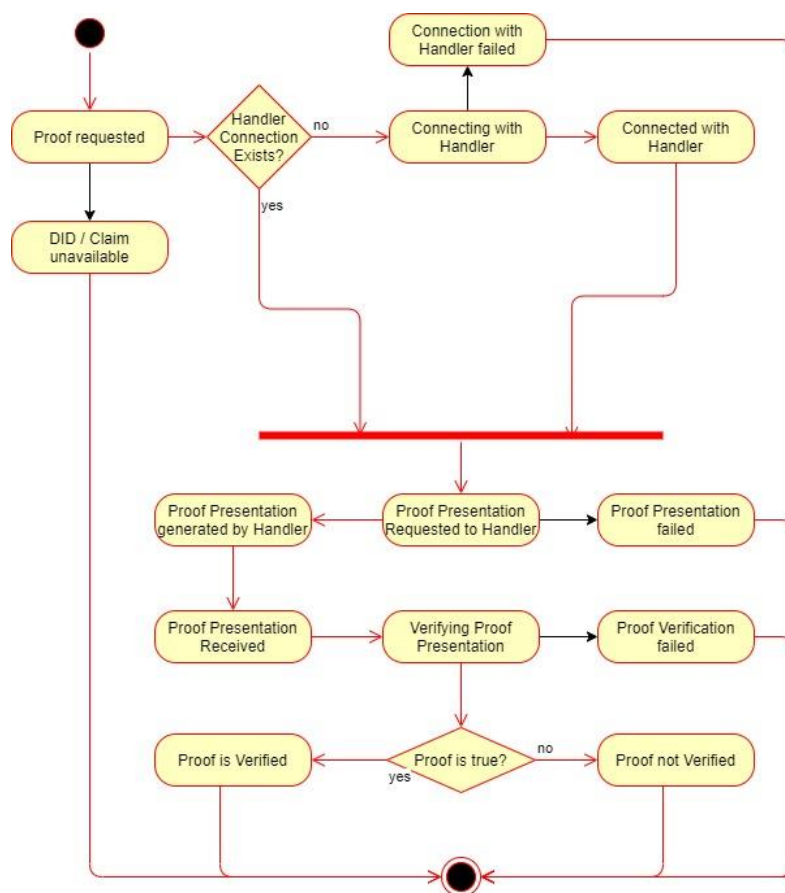 Connection with
Handler failed
Proof requested
Handler
Connection
Exists?
no
Connecting with
Handler
Connected with
Handler
yes
DID / Claim
unavailable
Proof Presentation
generated by Handler
Proof Presentation
Requested to Handler
Proof Presentation
failed
Proof Presentation
Received
Verifying Proof
Presentation
Proof Verification
failed
Proof is Verified
yes
Proof is true?
no
Proof not Verified